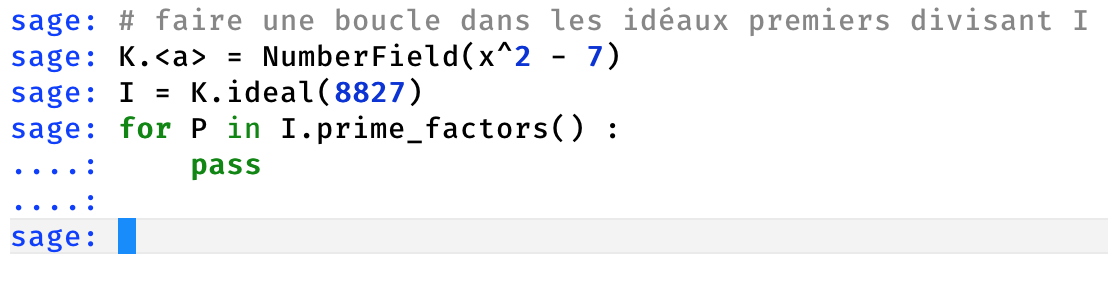 sage: # faire une boucle dans les idéaux premiers divisant I
sage: K.<a> = NumberField(x^2 - 7)
sage: I = K.ideal(8827)
sage: for P in I.prime_factors() :
....:     pass
....:
sage: